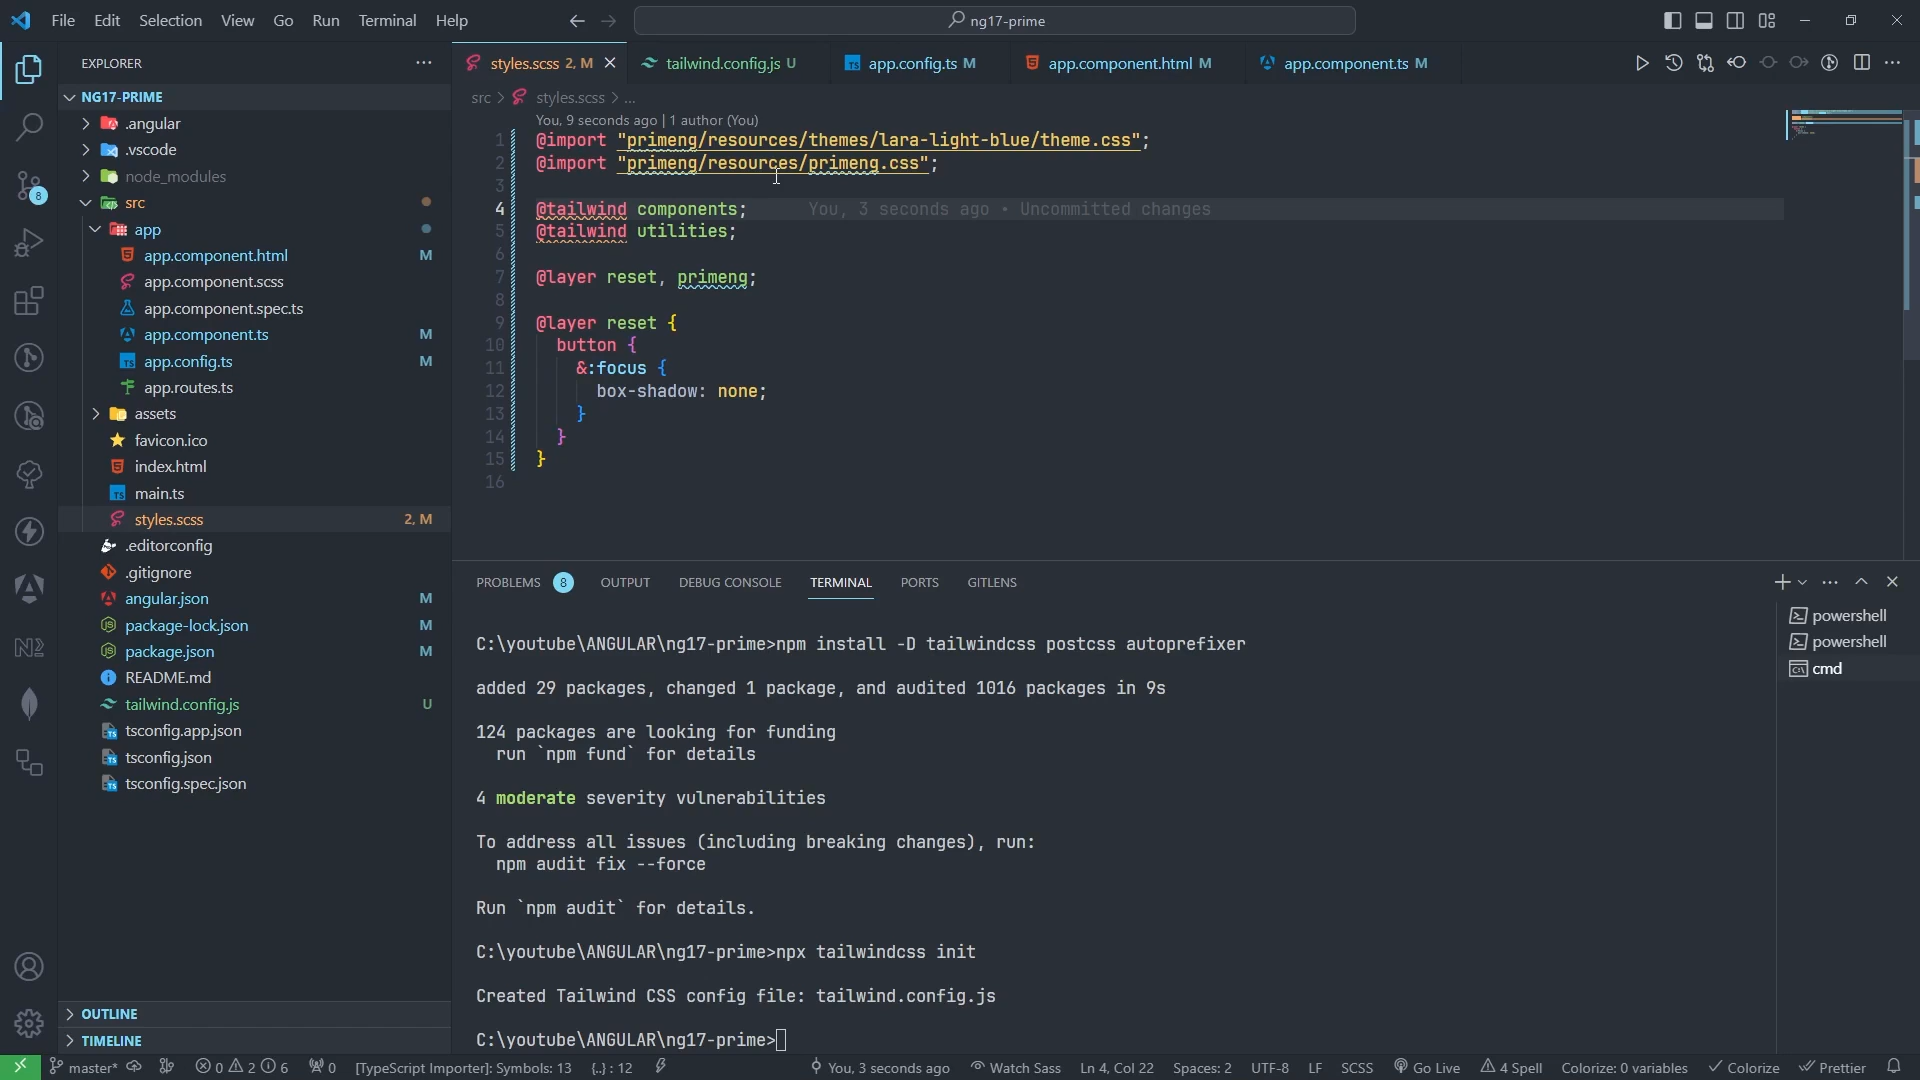 File Edit Selection View Go Run Terminal Help
ng17-prime
EXPLORER
NG17-PRIME
.angular
.vscode
node_modules
src
app
app.component.html M
app.component.scss
app.component.spec.ts
app.component.ts M
app.config.ts M
app.routes.ts
assets
favicon.ico
index.html
main.ts
styles.scss 2, M
.editorconfig
.gitignore
angular.json M
package-lock.json M
package.json M
README.md
tailwind.config.js U
tsconfig.app.json
tsconfig.json
tsconfig.spec.json
OUTLINE
TIMELINE
8
styles.scss 2, M
tailwind.config.js U
app.config.ts M
app.component.html M
app.component.ts M
src > styles.scss > ...
You, 9 seconds ago | 1 author (You)
1 @import "primeng/resources/themes/lara-light-blue/theme.css";
2 @import "primeng/resources/primeng.css";
3
4 @tailwind components; You, 3 seconds ago • Uncommitted changes
5 @tailwind utilities;
6
7 @layer reset, primeng;
8
9 @layer reset {
10 button {
11 &:focus {
12 box-shadow: none;
13 }
14 }
15 }
16
PROBLEMS 8 OUTPUT DEBUG CONSOLE TERMINAL PORTS GITLENS
C:\youtube\ANGULAR\ng17-prime>npm install -D tailwindcss postcss autoprefixer
added 29 packages, changed 1 package, and audited 1016 packages in 9s
124 packages are looking for funding
run `npm fund` for details
4 moderate severity vulnerabilities
To address all issues (including breaking changes), run:
npm audit fix --force
Run `npm audit` for details.
C:\youtube\ANGULAR\ng17-prime>npx tailwindcss init
Created Tailwind CSS config file: tailwind.config.js
C:\youtube\ANGULAR\ng17-prime>
powershell
powershell
cmd
master* 0 2 6 0 [TypeScript Importer]: Symbols: 13 {..} : 12 You, 3 seconds ago Watch Sass Ln 4, Col 22 Spaces: 2 UTF-8 LF SCSS Go Live 4 Spell Colorize: 0 variables Colorize Prettier